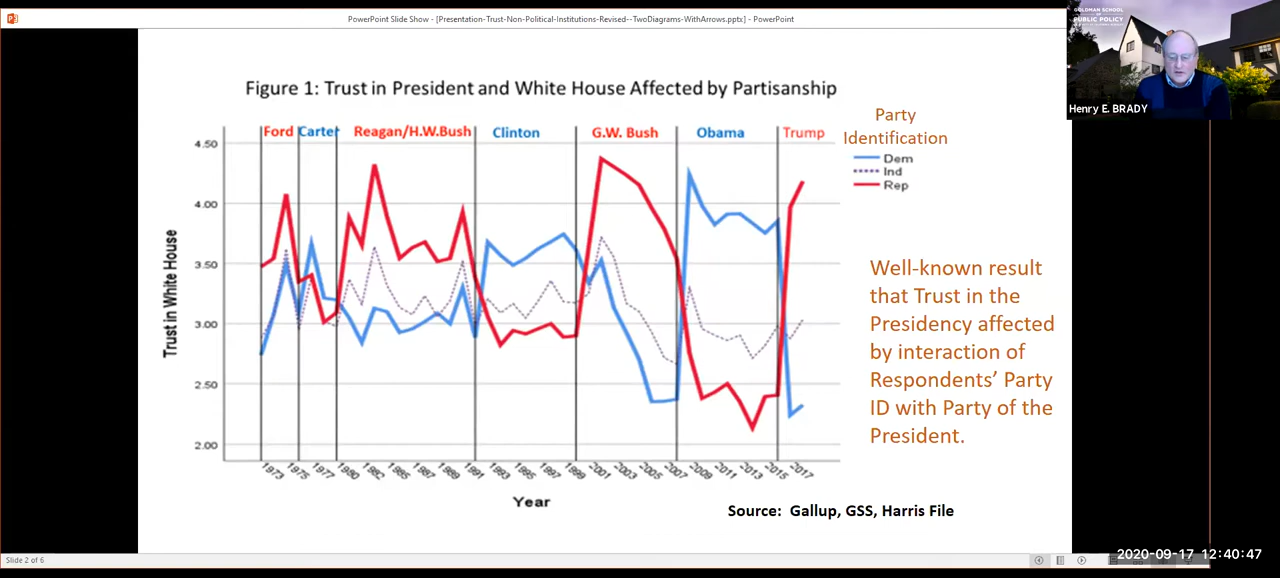 PowerPoint Slide Show - [Presentation-Trust-Non-Political-Institutions-Revised--TwoDiagrams-WithArrows.pptx] - PowerPoint
GOLDMAN SCHOOL
OF
PUBLIC POLICY
Henry E. BRADY
Figure 1: Trust in President and White House Affected by Partisanship
Ford Carter Reagan/H.W.Bush Clinton G.W. Bush Obama Trump
Party
Identification
Dem
Ind
Rep
4.50
4.00
3.50
3.00
2.50
2.00
Trust in White House
1973 1975 1977 1980 1982 1985 1987 1989 1991 1993 1995 1997 1999 2001 2003 2005 2007 2009 2011 2013 2015 2017
Year
Well-known result
that Trust in the
Presidency affected
by interaction of
Respondents' Party
ID with Party of the
President.
Source: Gallup, GSS, Harris File
Slide 2 of 6
2020-09-17 12:40:47